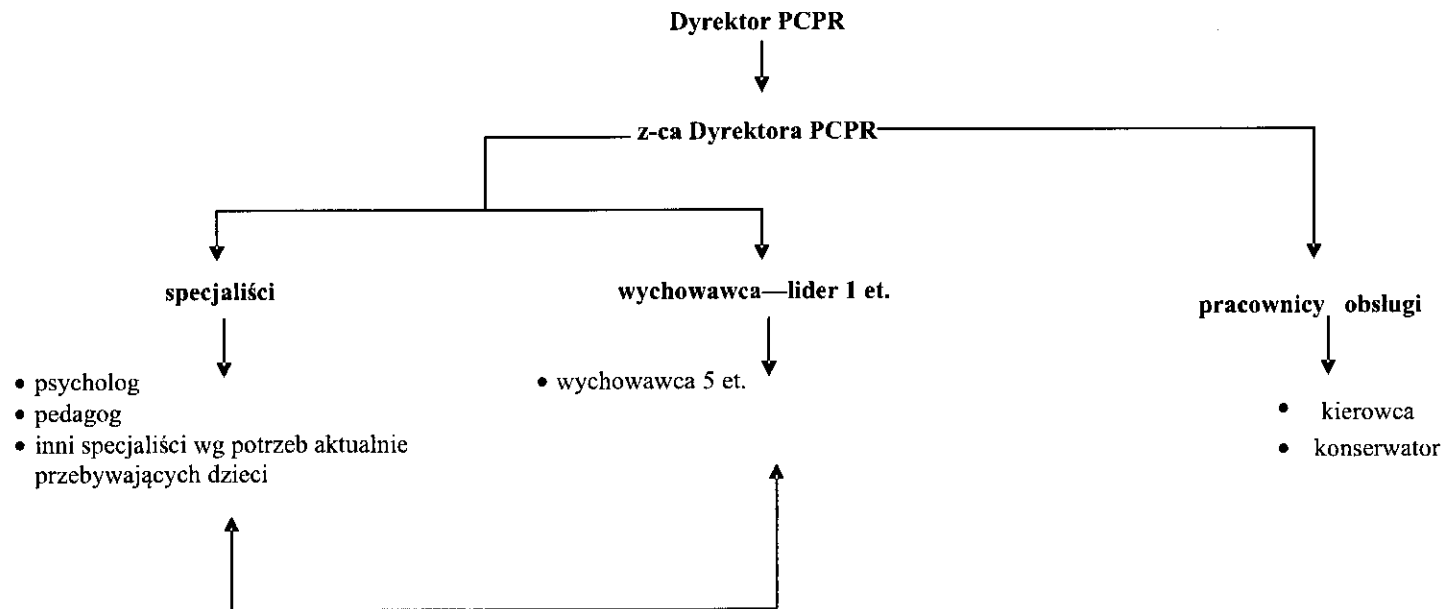 Dyrektor PCPR
z-ca Dyrektora PCPR
specjaliści
wychowawca—lider 1 et.
pracownicy obsługi
• psycholog
• pedagog
• inni specjaliści wg potrzeb aktualnie
przebywających dzieci
• wychowawca 5 et.
• kierowca
• konserwator